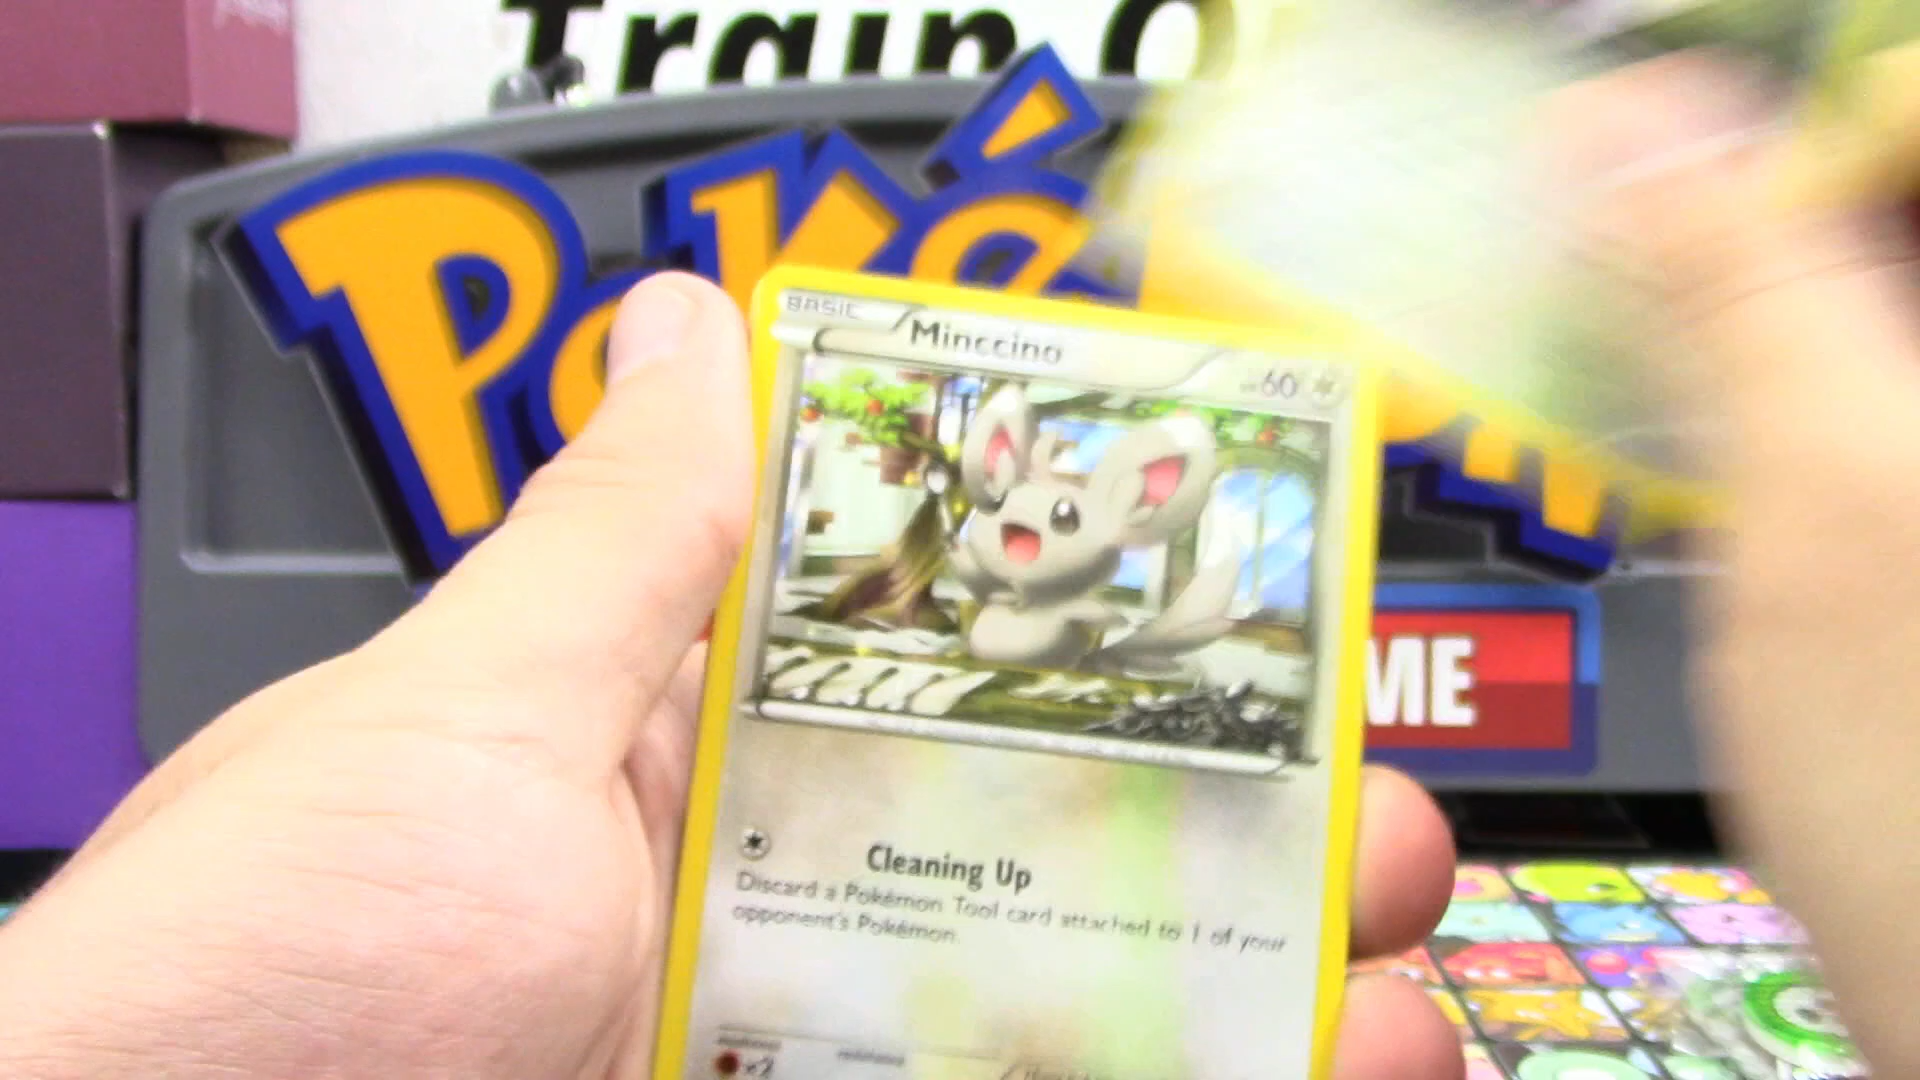 Train O
Poké
BASIC
Minccino
60
ME
Cleaning Up
Discard a Pokémon Tool card attached to 1 of your
opponent's Pokémon.
×2